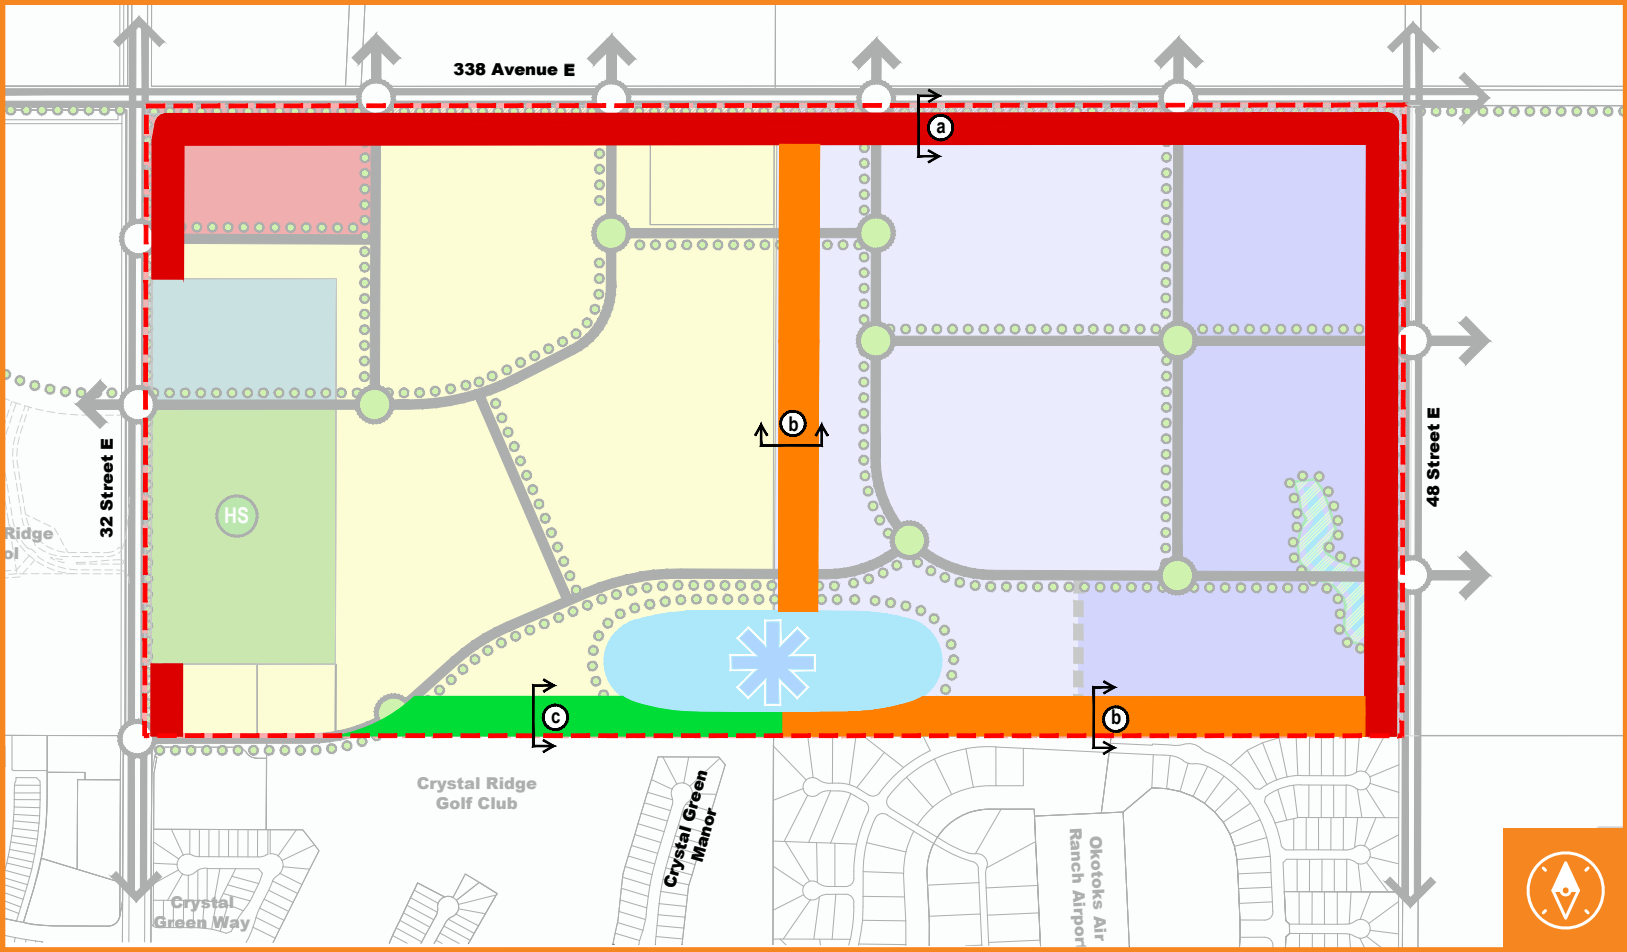 338 Avenue E
a
b
32 Street E
48 Street E
HS
Ridge
ol
c
b
Crystal Ridge
Golf Club
Crystal Green
Manor
Okotoks Air
Ranch Airport
Crystal
Green Way